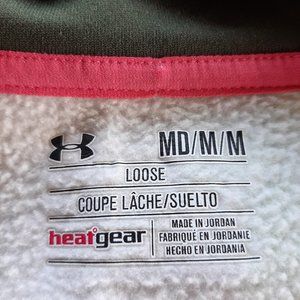 MD/M/M
LOOSE
COUPE LÂCHE/SUELTO
heatgear
MADE IN JORDAN
FABRIQUÉ EN JORDANIE
HECHO EN JORDANIA